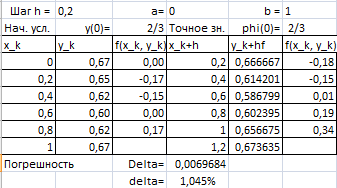 Шаг h = 0,2 a= 0 b = 1
Нач. усл. y(0)= 2/3 Точное зн. phi(0)= 2/3
x_k y_k f(x_k, y_k) x_k+h y_k+hf f(x_k, y_k)
0 0,67 0,00 0,2 0,666667 -0,18
0,2 0,65 -0,17 0,4 0,614201 -0,15
0,4 0,62 -0,15 0,6 0,586799 0,01
0,6 0,60 0,00 0,8 0,602395 0,19
0,8 0,62 0,17 1 0,656675 0,34
1 0,67 1,2 0,673635
Погрешность Delta= 0,0069684
delta= 1,045%